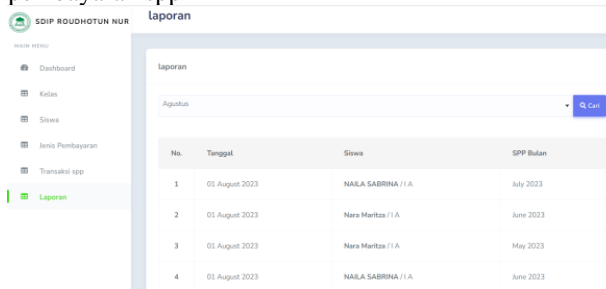 SDIP ROUDHOTUN NUR
laporan
MAIN MENU
Dashboard
Kelas
Siswa
Jenis Pembayaran
Transaksi spp
Laporan
laporan
Agustus
Cari
No. Tanggal Siswa SPP Bulan
1 01 August 2023 NAILA SABRINA / I A July 2023
2 01 August 2023 Nara Maritza / I A June 2023
3 01 August 2023 Nara Maritza / I A May 2023
4 01 August 2023 NAILA SABRINA / I A June 2023